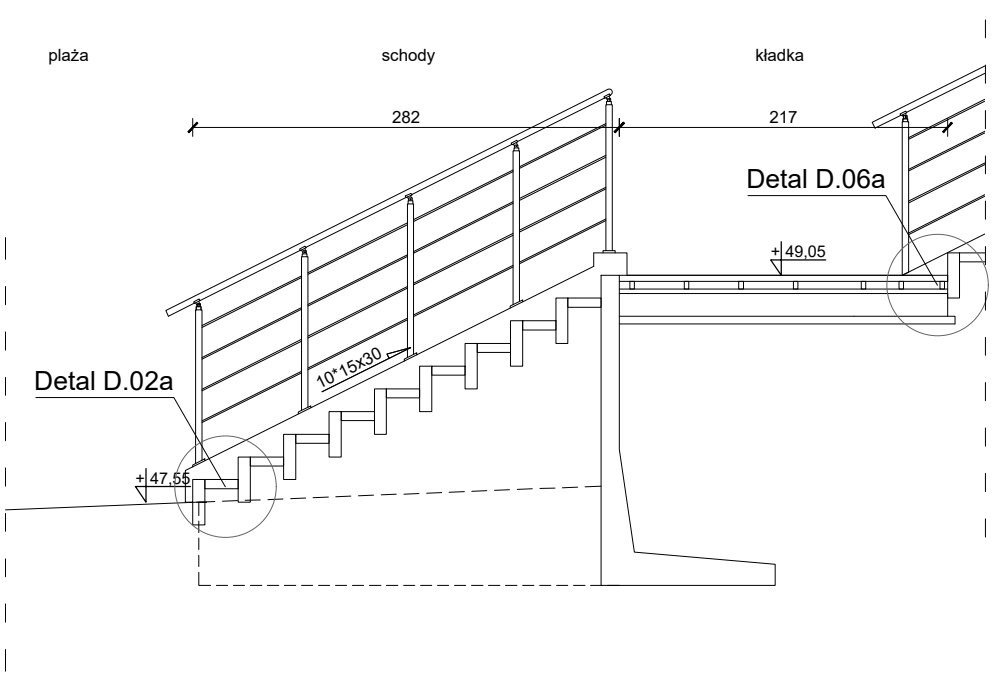 plaża
schody
kładka
282
217
Detal D.06a
+ 49,05
10*15x30
Detal D.02a
+ 47,55